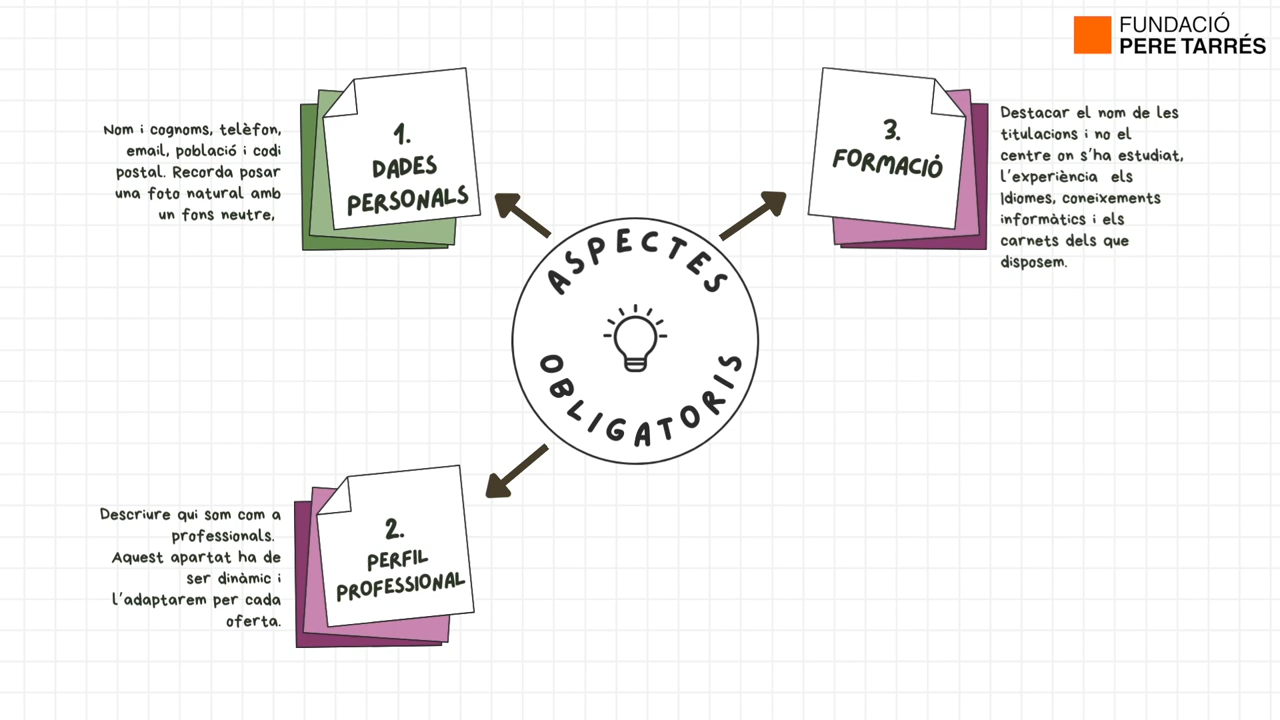 FUNDACIÓ
PERE TARRÉS
Nom i cognoms, telèfon,
email, població i codi
postal. Recorda posar
una foto natural amb
un fons neutre,
1.
DADES
PERSONALS
3.
FORMACIÓ
Destacar el nom de les
titulacions i no el
centre on s'ha estudiat,
l'experiència els
Idiomes, coneixements
informàtics i els
carnets dels que
disposem.
ASPECTES
OBLIGATORIS
Descriure qui som com a
professionals.
Aquest apartat ha de
ser dinàmic i
l'adaptarem per cada
oferta.
2.
PERFIL
PROFESSIONAL